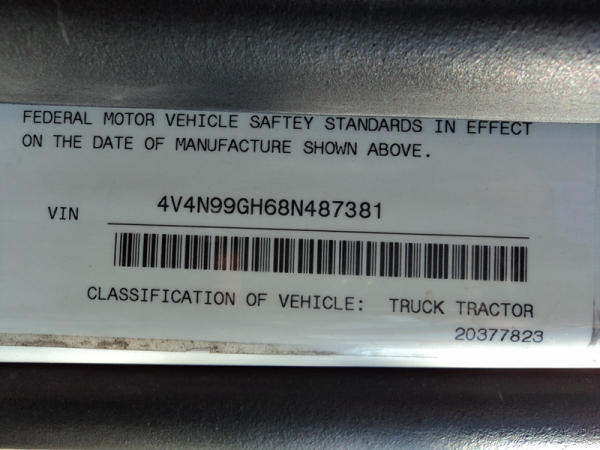 FEDERAL MOTOR VEHICLE SAFTEY STANDARDS IN EFFECT
ON THE DATE OF MANUFACTURE SHOWN ABOVE.
VIN 4V4N99GH68N487381
CLASSIFICATION OF VEHICLE: TRUCK TRACTOR
20377823